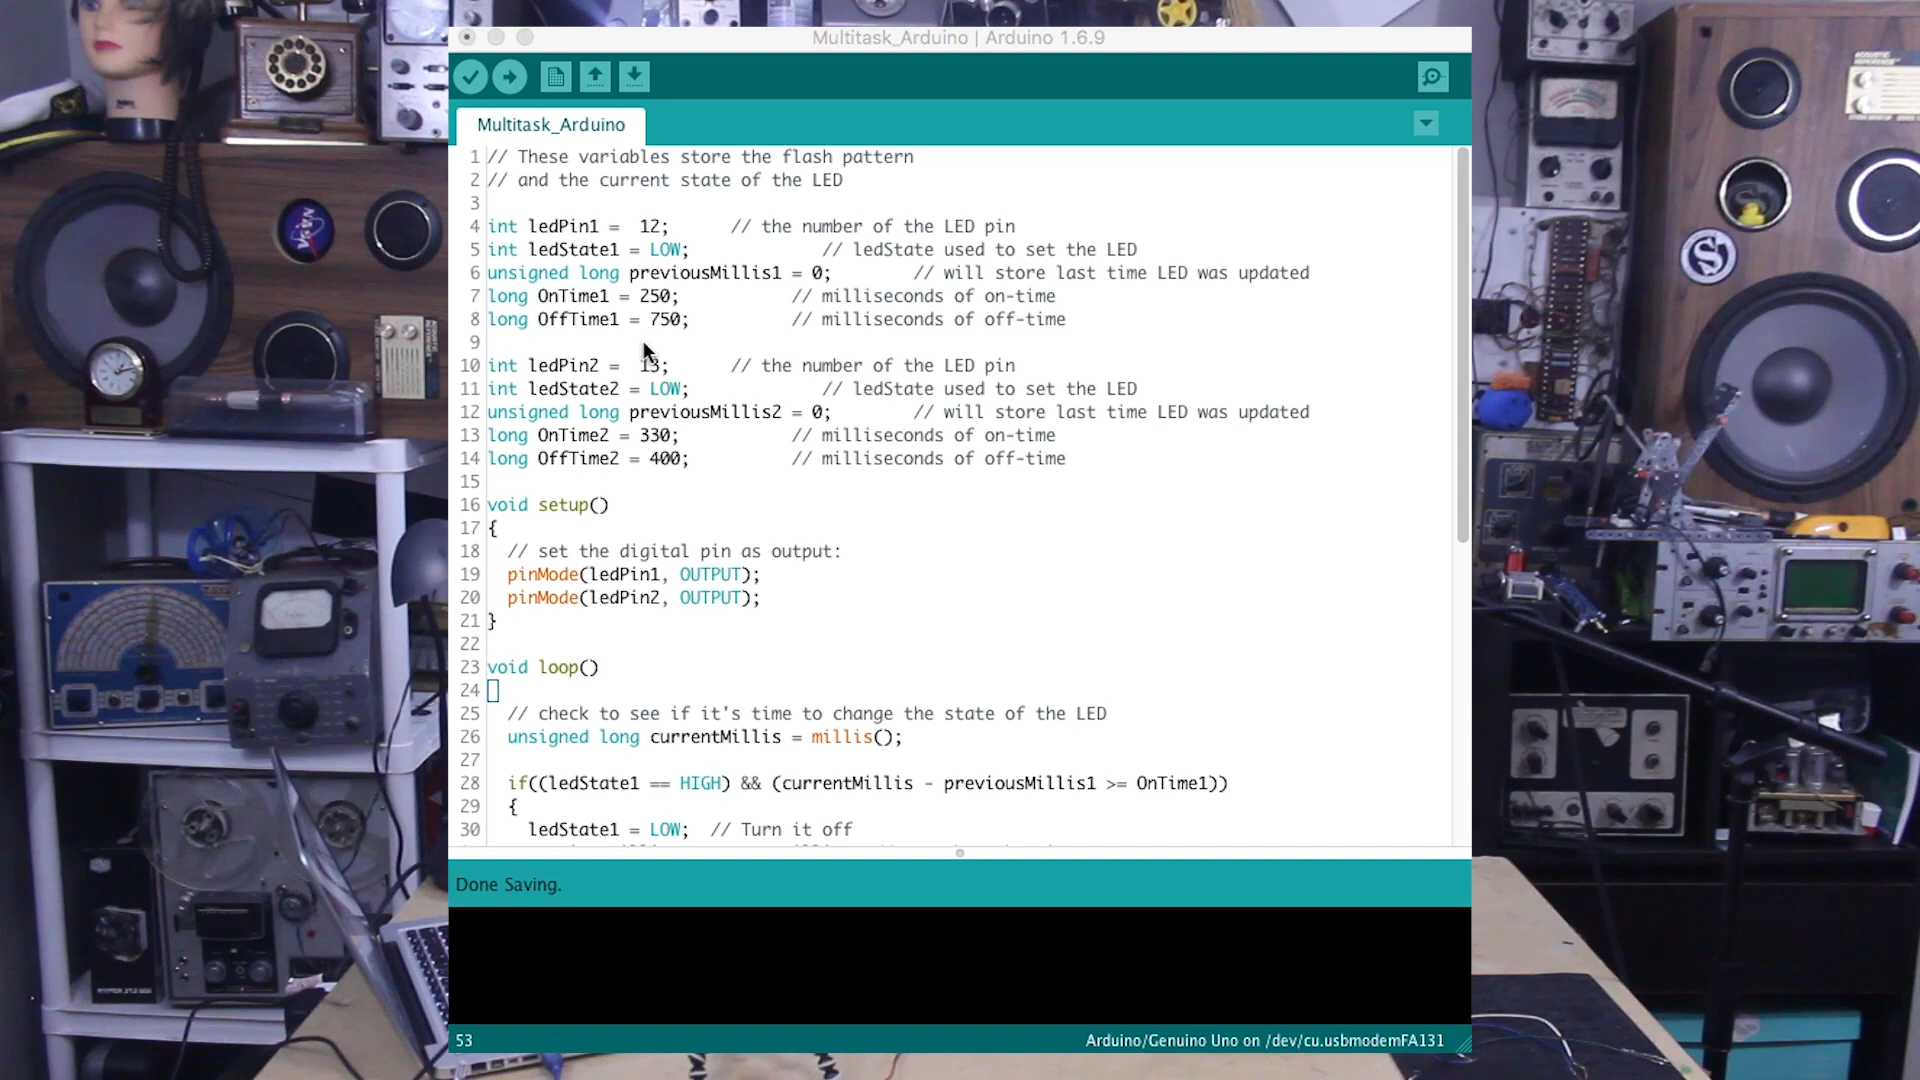 Multitask_Arduino | Arduino 1.6.9
Multitask_Arduino
1 // These variables store the flash pattern
2 // and the current state of the LED
3
4 int ledPin1 =  12;      // the number of the LED pin
5 int ledState1 = LOW;             // ledState used to set the LED
6 unsigned long previousMillis1 = 0;        // will store last time LED was updated
7 long OnTime1 = 250;           // milliseconds of on-time
8 long OffTime1 = 750;          // milliseconds of off-time
9
10 int ledPin2 =  13;      // the number of the LED pin
11 int ledState2 = LOW;             // ledState used to set the LED
12 unsigned long previousMillis2 = 0;        // will store last time LED was updated
13 long OnTime2 = 330;           // milliseconds of on-time
14 long OffTime2 = 400;          // milliseconds of off-time
15
16 void setup()
17 {
18   // set the digital pin as output:
19   pinMode(ledPin1, OUTPUT);
20   pinMode(ledPin2, OUTPUT);
21 }
22
23 void loop()
24
25   // check to see if it's time to change the state of the LED
26   unsigned long currentMillis = millis();
27
28   if((ledState1 == HIGH) && (currentMillis - previousMillis1 >= OnTime1))
29   {
30     ledState1 = LOW;  // Turn it off
Done Saving.
53
Arduino/Genuino Uno on /dev/cu.usbmodemFA131
NASA